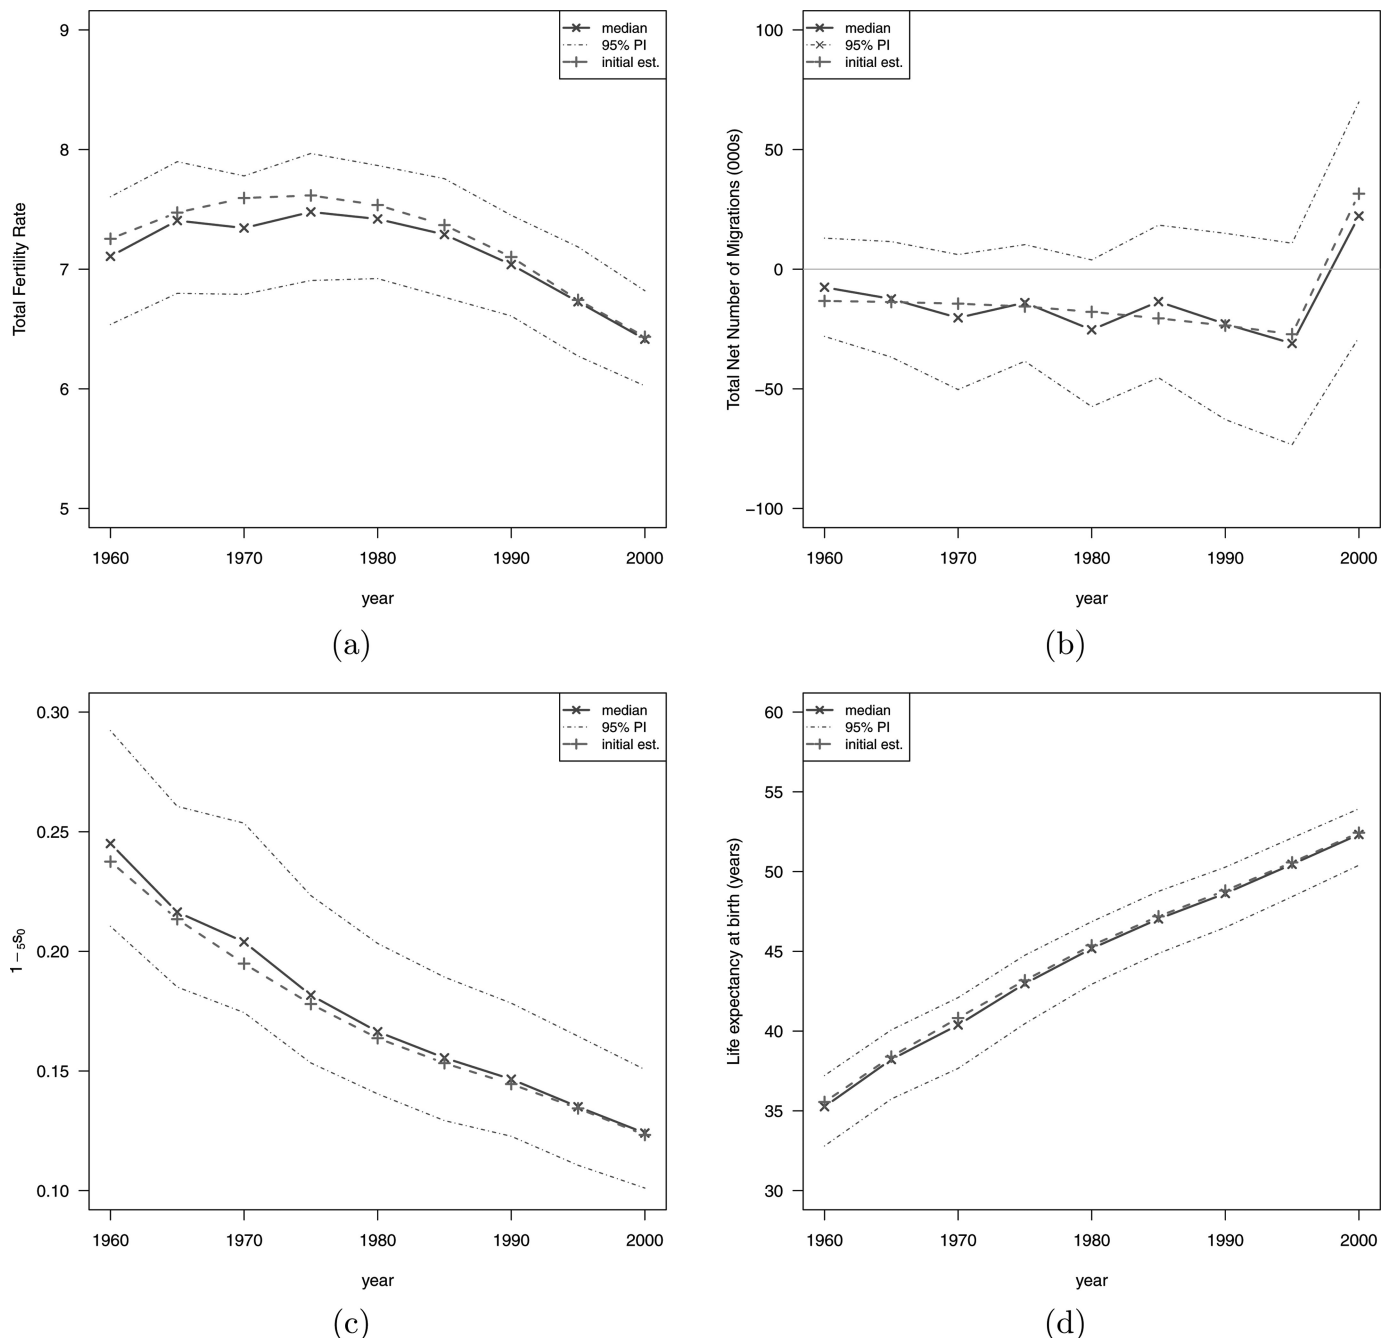 median
95% PI
initial est.
Total Fertility Rate
9
8
7
6
5
1960 1970 1980 1990 2000
year
(a)
median
95% PI
initial est.
Total Net Number of Migrations (000s)
100
50
0
−50
−100
1960 1970 1980 1990 2000
year
(b)
median
95% PI
initial est.
1 − ₅s₀
0.30
0.25
0.20
0.15
0.10
1960 1970 1980 1990 2000
year
(c)
median
95% PI
initial est.
Life expectancy at birth (years)
60
55
50
45
40
35
30
1960 1970 1980 1990 2000
year
(d)